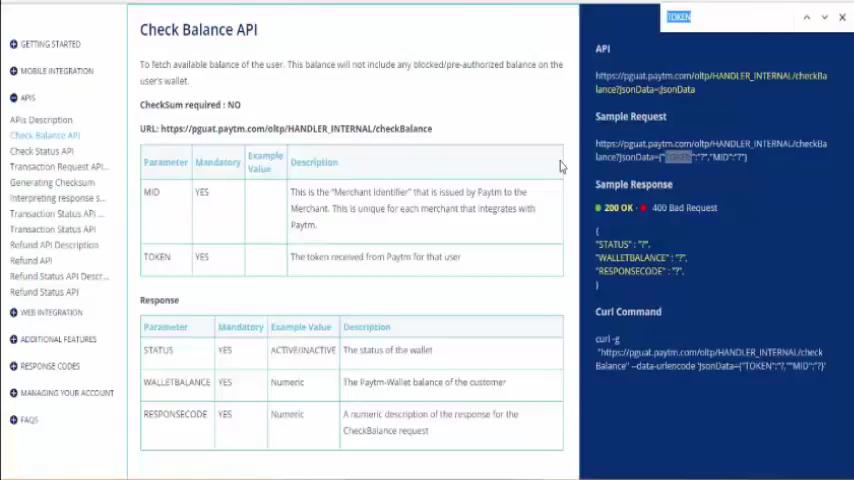 TOKEN
GETTING STARTED
MOBILE INTEGRATION
APIS
APIs Description
Check Balance API
Check Status API
Transaction Request API...
Generating Checksum
Interpreting response s...
Transaction Status API ...
Transaction Status API
Refund API Description
Refund API
Refund Status API Descr...
Refund Status API
WEB INTEGRATION
ADDITIONAL FEATURES
RESPONSE CODES
MANAGING YOUR ACCOUNT
FAQS
Check Balance API
To fetch available balance of the user. This balance will not include any blocked/pre-authorized balance on the
user's wallet.
CheckSum required : NO
URL: https://pguat.paytm.com/oltp/HANDLER_INTERNAL/checkBalance
Parameter Mandatory Example Value Description
MID YES This is the "Merchant Identifier" that is issued by Paytm to the
Merchant. This is unique for each merchant that integrates with
Paytm.
TOKEN YES The token received from Paytm for that user
Response
Parameter Mandatory Example Value Description
STATUS YES ACTIVE/INACTIVE The status of the wallet
WALLETBALANCE YES Numeric The Paytm-Wallet balance of the customer
RESPONSECODE YES Numeric A numeric description of the response for the
CheckBalance request
API
https://pguat.paytm.com/oltp/HANDLER_INTERNAL/checkBa
lance?JsonData=JsonData
Sample Request
https://pguat.paytm.com/oltp/HANDLER_INTERNAL/checkBa
lance?JsonData={"TOKEN":"?","MID":"?"}
Sample Response
200 OK - 400 Bad Request
{
"STATUS" : "?",
"WALLETBALANCE" : "?",
"RESPONSECODE" : "?",
}
Curl Command
curl -g
"https://pguat.paytm.com/oltp/HANDLER_INTERNAL/check
Balance" --data-urlencode 'JsonData={"TOKEN":"?,""MID":"?}'